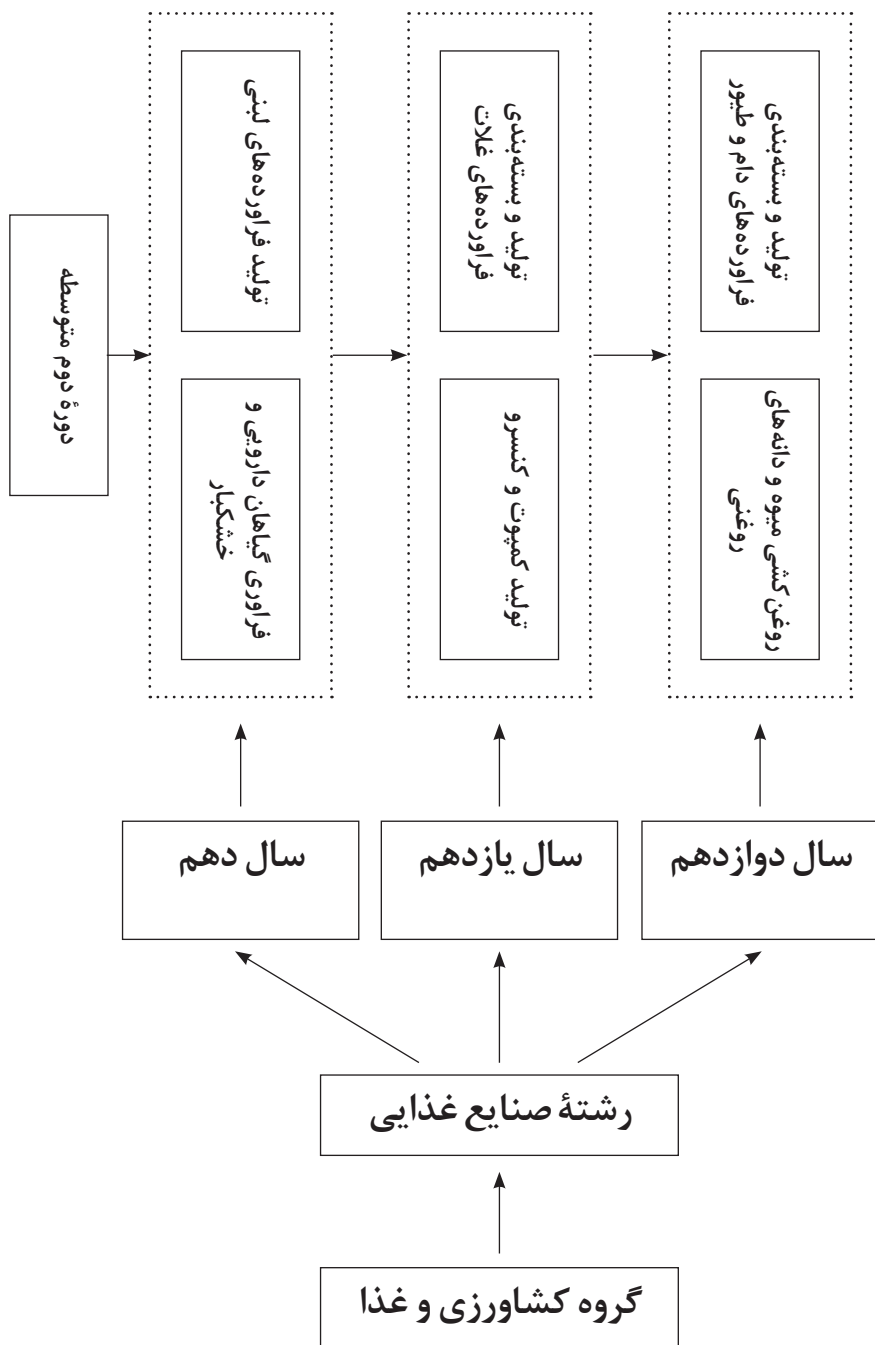 دورهٔ دوم متوسطه
تولید فراورده‌های لبنی
فراوری گیاهان دارویی و
خشکبار
تولید و بسته‌بندی
فراورده‌های غلات
تولید کمپوت و کنسرو
تولید و بسته‌بندی
فراورده‌های دام و طیور
روغن کشی میوه و دانه‌های
روغنی
سال دهم
سال یازدهم
سال دوازدهم
رشتهٔ صنایع غذایی
گروه کشاورزی و غذا